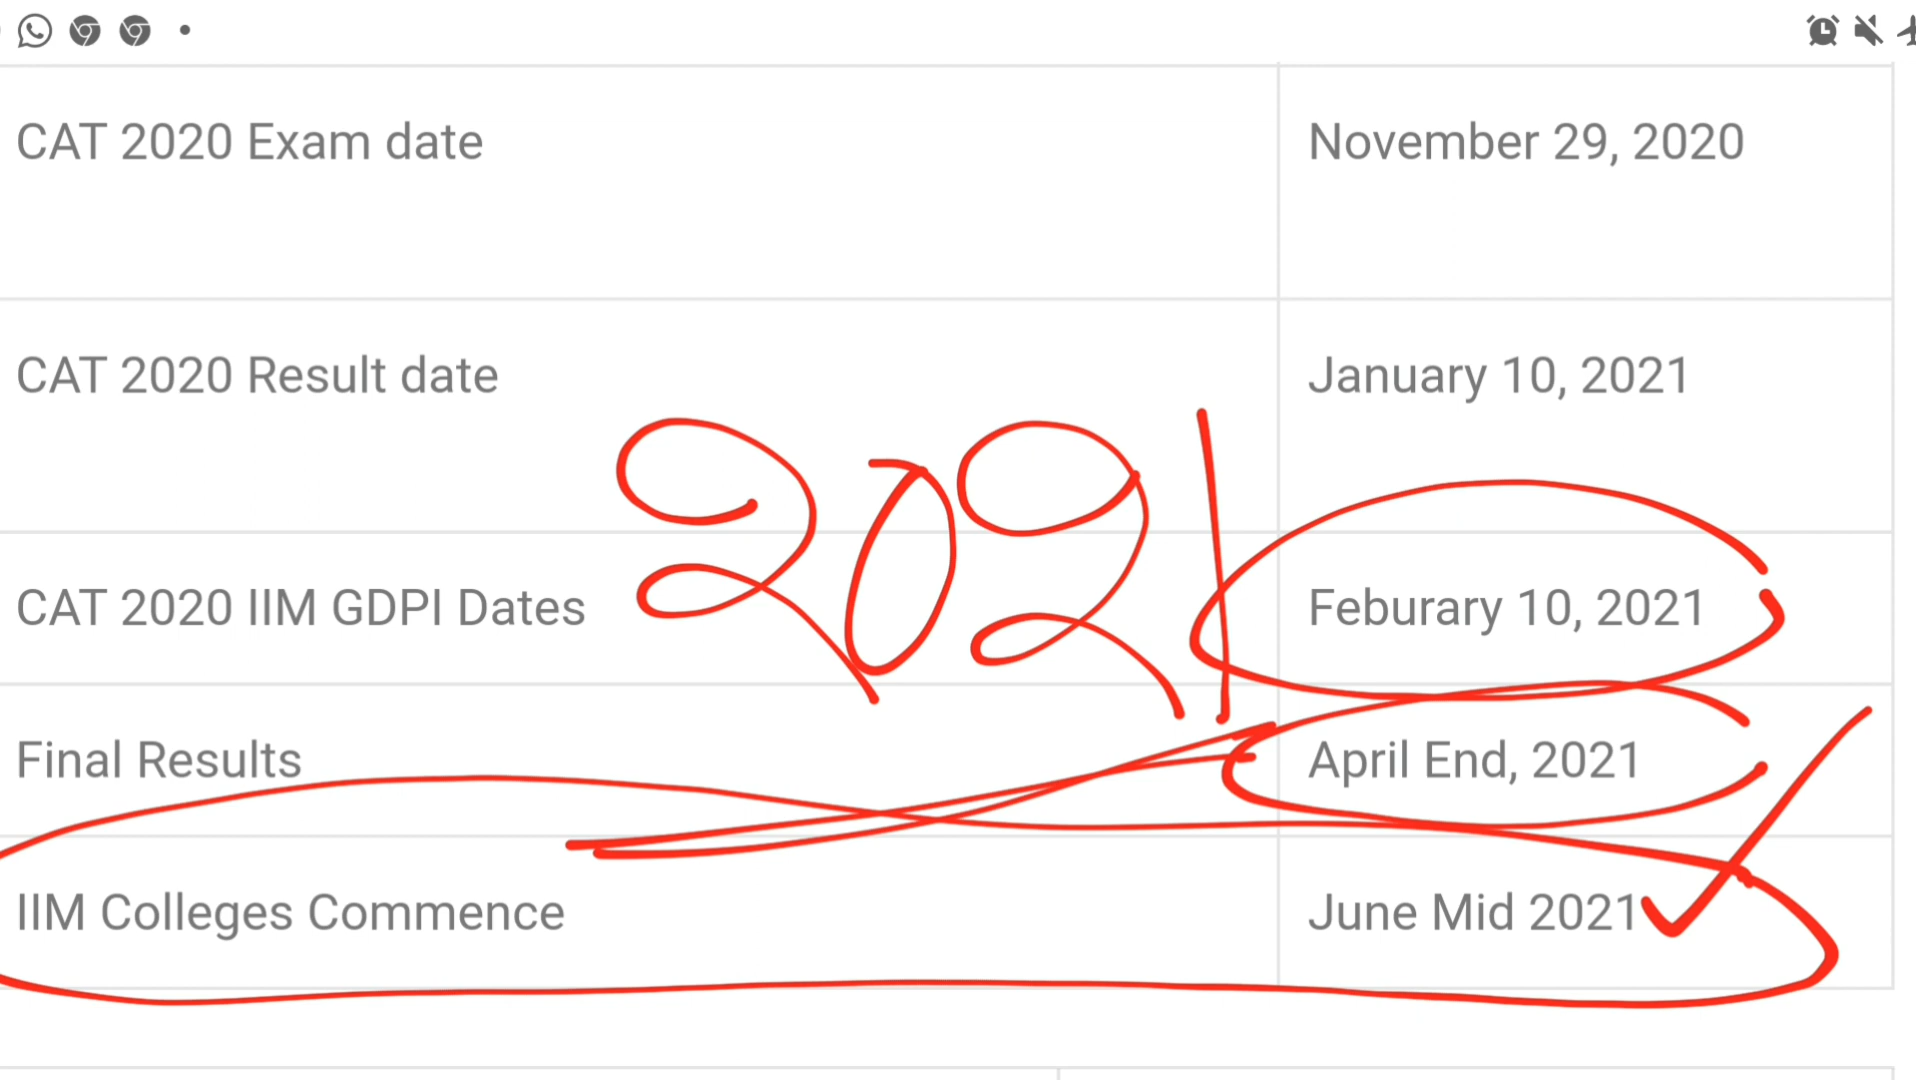 CAT 2020 Exam date November 29, 2020
CAT 2020 Result date January 10, 2021
2021
CAT 2020 IIM GDPI Dates Feburary 10, 2021
Final Results April End, 2021
IIM Colleges Commence June Mid 2021